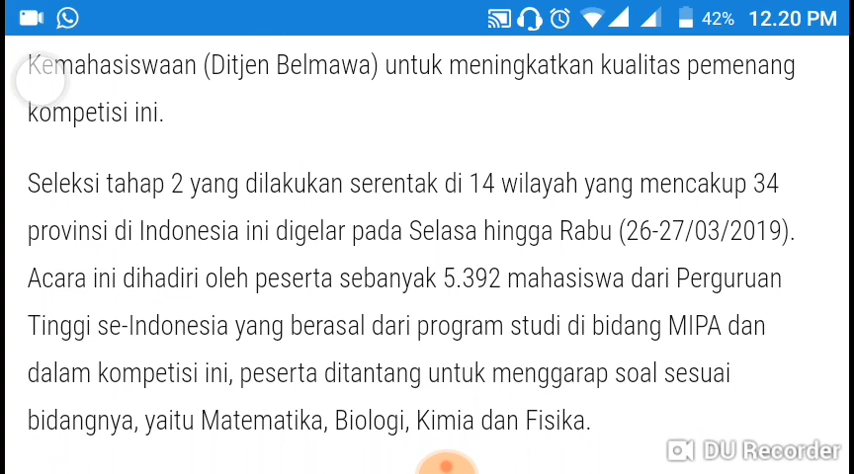 42% 12.20 PM
Kemahasiswaan (Ditjen Belmawa) untuk meningkatkan kualitas pemenang
kompetisi ini.
Seleksi tahap 2 yang dilakukan serentak di 14 wilayah yang mencakup 34
provinsi di Indonesia ini digelar pada Selasa hingga Rabu (26-27/03/2019).
Acara ini dihadiri oleh peserta sebanyak 5.392 mahasiswa dari Perguruan
Tinggi se-Indonesia yang berasal dari program studi di bidang MIPA dan
dalam kompetisi ini, peserta ditantang untuk menggarap soal sesuai
bidangnya, yaitu Matematika, Biologi, Kimia dan Fisika.
DU Recorder